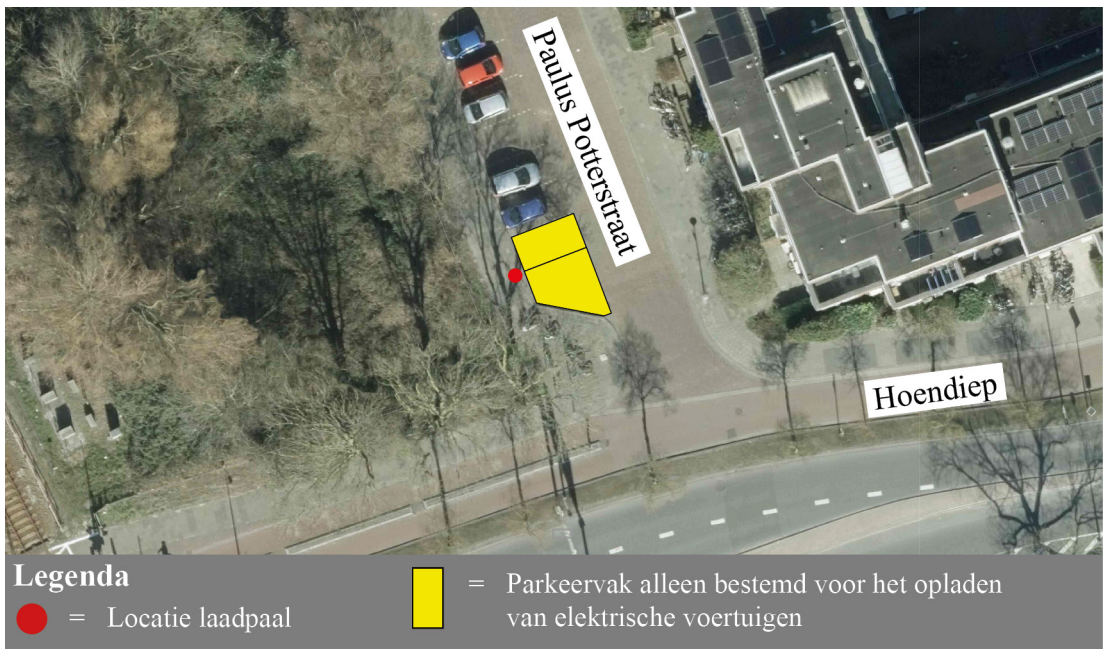 Paulus Potterstraat
Hoendiep
Legenda
= Locatie laadpaal
= Parkeervak alleen bestemd voor het opladen
van elektrische voertuigen